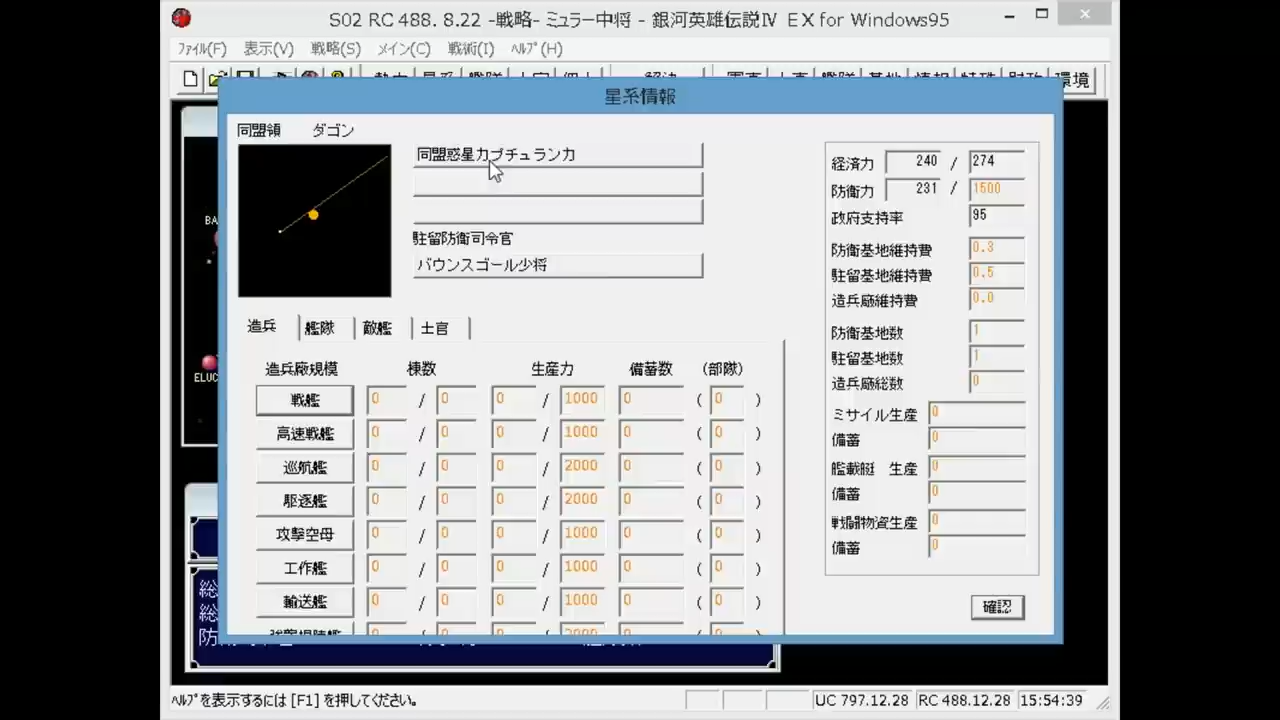 S02 RC 488. 8.22 -戦略- ミュラー中将 - 銀河英雄伝説Ⅳ EX for Windows95
ﾌｧｲﾙ(F) 表示(V) 戦略(S) メイン(C) 戦術(I) ﾍﾙﾌﾟ(H)
環境
星系情報
同盟領 ダゴン
同盟惑星カプチェランカ
駐留防衛司令官
バウンスゴール少将
経済力 240 / 274
防衛力 231 / 1500
政府支持率 95
防衛基地維持費 0.3
駐留基地維持費 0.5
造兵廠維持費 0.0
防衛基地数 1
駐留基地数 1
造兵廠総数 0
ミサイル生産 0
備蓄 0
艦載艇 生産 0
備蓄 0
戦闘物資生産 0
備蓄 0
確認
造兵 艦隊 敵艦 士官
造兵廠規模 棟数 生産力 備蓄数 (部隊)
戦艦 0 / 0 0 / 1000 0 ( 0 )
高速戦艦 0 / 0 0 / 1000 0 ( 0 )
巡航艦 0 / 0 0 / 2000 0 ( 0 )
駆逐艦 0 / 0 0 / 2000 0 ( 0 )
攻撃空母 0 / 0 0 / 1000 0 ( 0 )
工作艦 0 / 0 0 / 1000 0 ( 0 )
輸送艦 0 / 0 0 / 1000 0 ( 0 )
BA
ELUC
総
総
防
ﾍﾙﾌﾟを表示するには [F1] を押してください。
UC 797.12.28 RC 488.12.28 15:54:39